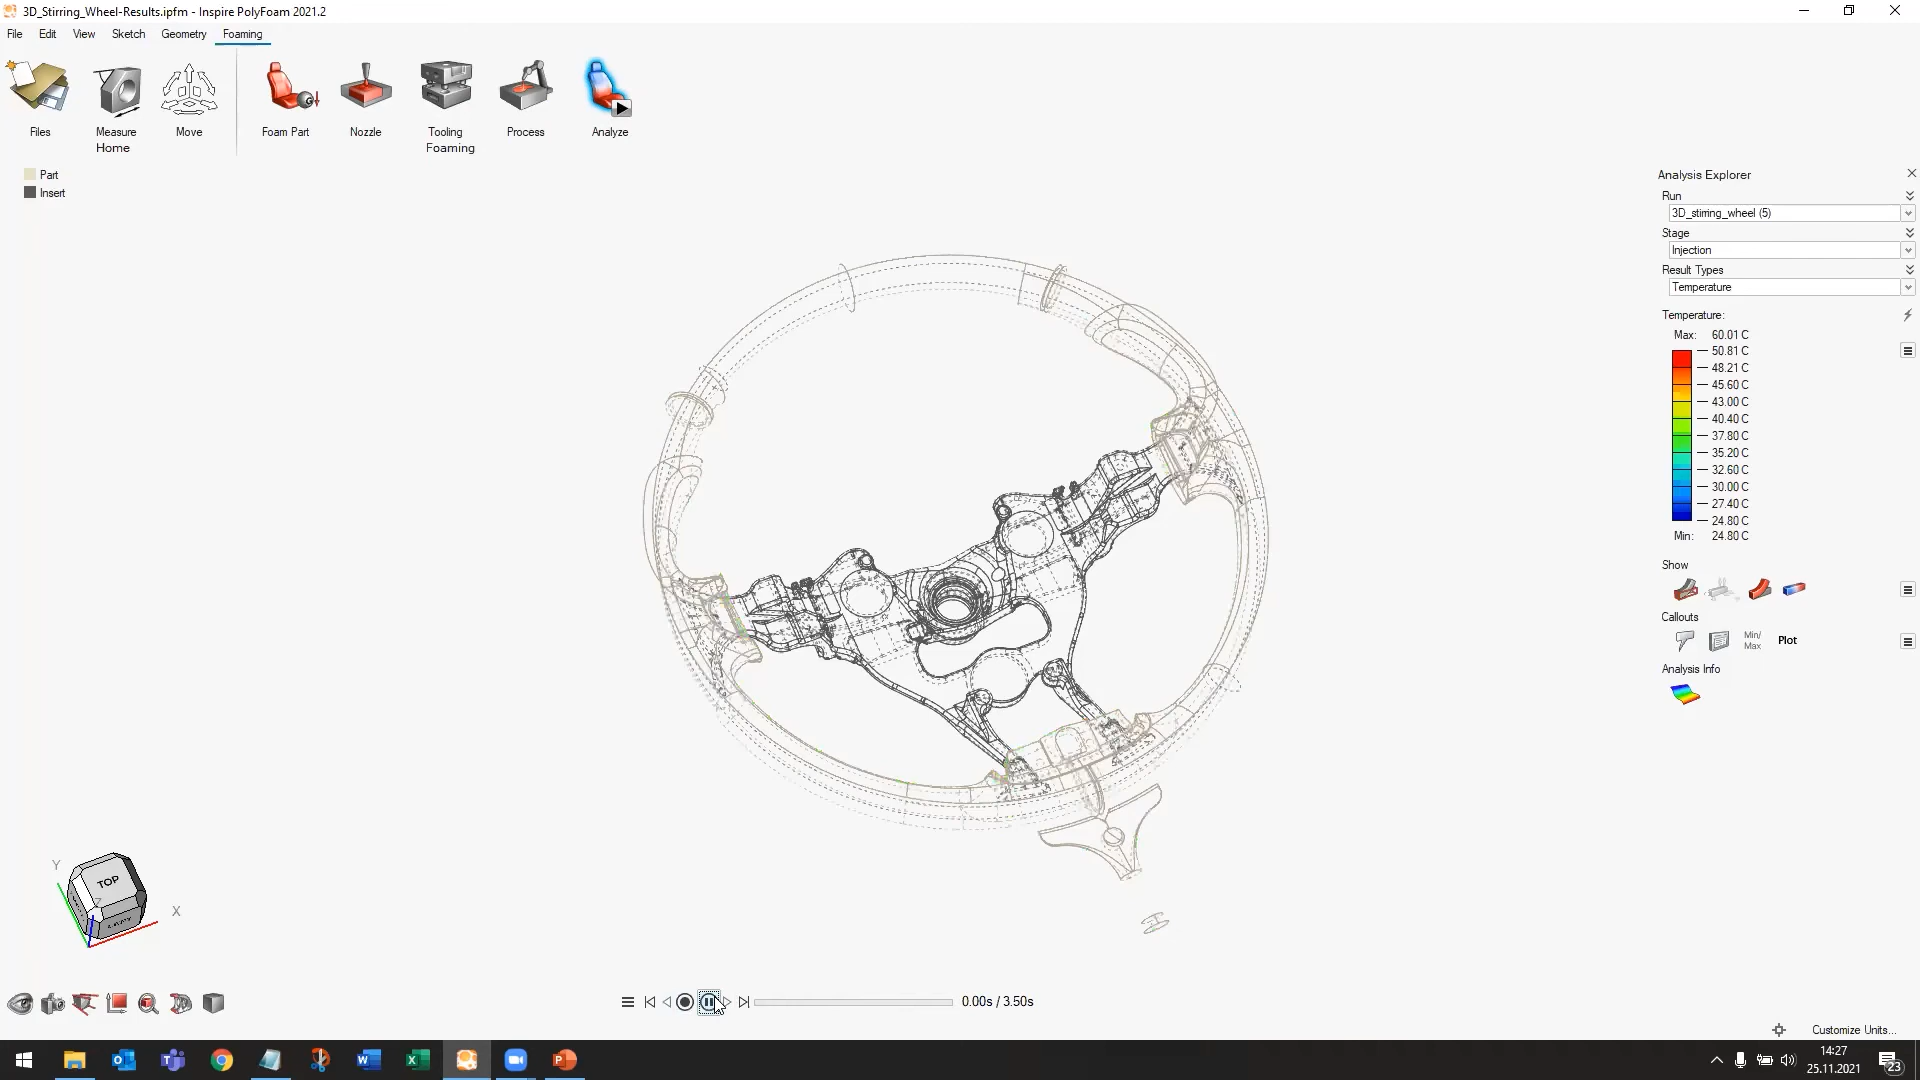 3D_Stirring_Wheel-Results.ipfm - Inspire PolyFoam 2021.2
File Edit View Sketch Geometry Foaming
Files Measure Move Foam Part Nozzle Tooling Process Analyze
Home Foaming
Part
Insert
Analysis Explorer
Run
3D_stirring_wheel (5)
Stage
Injection
Result Types
Temperature
Temperature:
Max: 60.01 C
50.81 C
48.21 C
45.60 C
43.00 C
40.40 C
37.80 C
35.20 C
32.60 C
30.00 C
27.40 C
24.80 C
Min: 24.80 C
Show
Callouts
Min/
Max
Plot
Analysis Info
Y
TOP
Z
X
0.00s / 3.50s
Customize Units...
14:27
25.11.2021
23